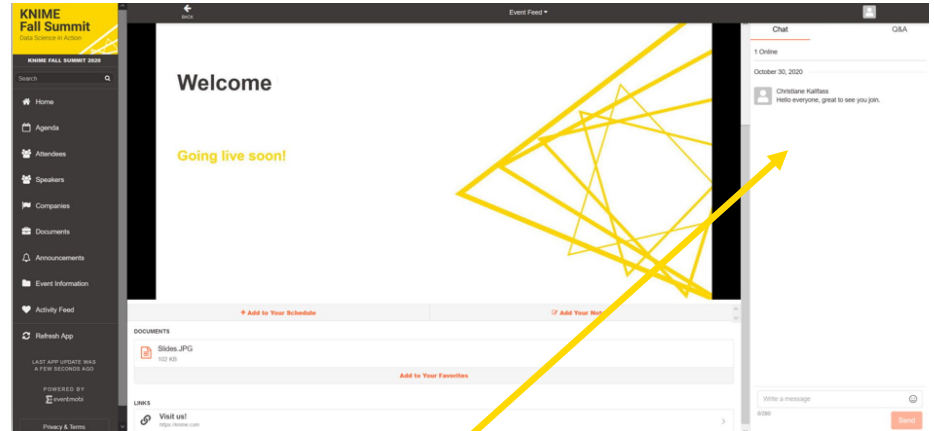 KNIME
Fall Summit
Data Science in Action
KNIME FALL SUMMIT 2020
Search
Home
Agenda
Attendees
Speakers
Companies
Documents
Announcements
Event Information
Activity Feed
Refresh App
LAST APP UPDATE WAS
A FEW SECONDS AGO
POWERED BY
eventmobi
Privacy & Terms
BACK
Event Feed
Welcome
Going live soon!
+ Add to Your Schedule
Add Your Not
DOCUMENTS
Slides.JPG
102 KB
Add to Your Favorites
LINKS
Visit us!
https://knime.com
Chat
Q&A
1 Online
October 30, 2020
Christiane Kalfass
Hello everyone, great to see you join.
Write a message
0/280
Send